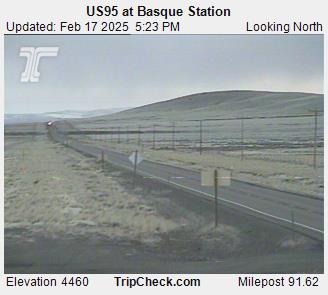 US95 at Basque Station
Updated: Feb 17 2025 5:23 PM Looking North
Elevation 4460 TripCheck.com Milepost 91.62